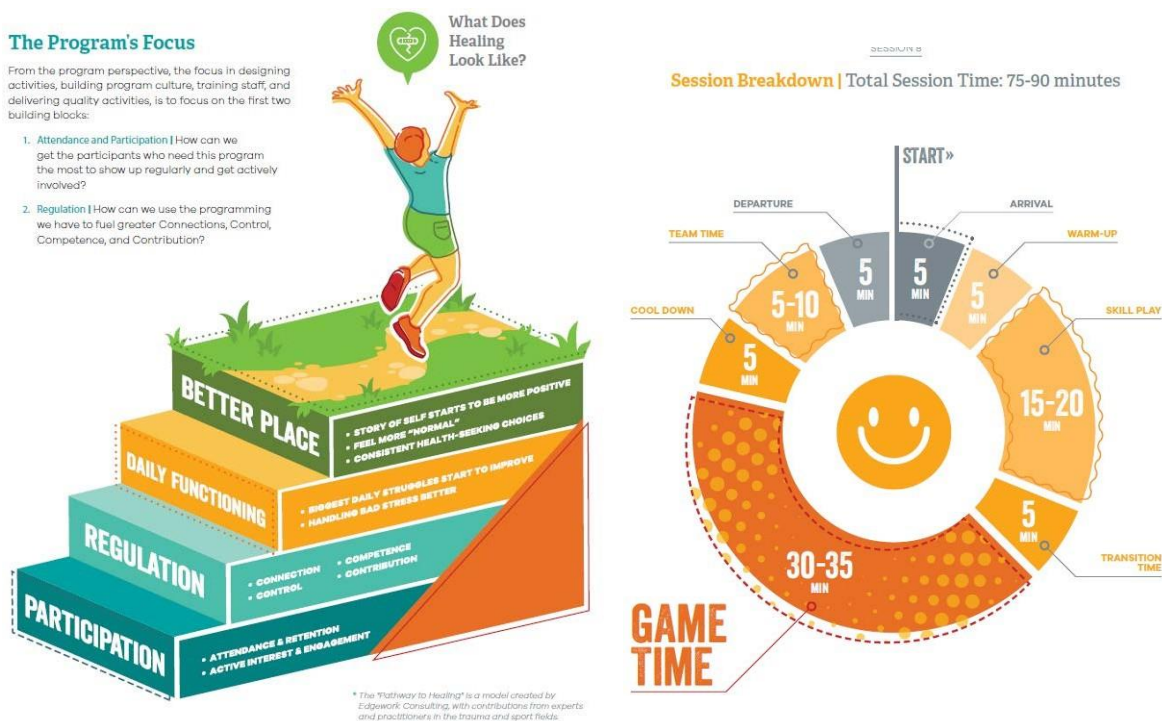 The Program's Focus
From the program perspective, the focus in designing
activities, building program culture, training staff, and
delivering quality activities, is to focus on the first two
building blocks:
1. Attendance and Participation | How can we
get the participants who need this program
the most to show up regularly and get actively
involved?
2. Regulation | How can we use the programming
we have to fuel greater Connections, Control,
Competence, and Contribution?
What Does
Healing
Look Like?
BETTER PLACE
• STORY OF SELF STARTS TO BE MORE POSITIVE
• FEEL MORE "NORMAL"
• CONSISTENT HEALTH-SEEKING CHOICES
DAILY FUNCTIONING
• BIGGEST DAILY STRUGGLES START TO IMPROVE
• HANDLING BAD STRESS BETTER
REGULATION
• CONNECTION
• CONTROL
• COMPETENCE
• CONTRIBUTION
PARTICIPATION
• ATTENDANCE & RETENTION
• ACTIVE INTEREST & ENGAGEMENT
* The "Pathway to Healing" is a model created by
Edgework Consulting, with contributions from experts
and practitioners in the trauma and sport fields.
SESSION 8
Session Breakdown | Total Session Time: 75-90 minutes
START»
DEPARTURE
5
MIN
ARRIVAL
5
MIN
TEAM TIME
5-10
MIN
WARM-UP
5
MIN
COOL DOWN
5
MIN
SKILL PLAY
15-20
MIN
TRANSITION
TIME
5
MIN
30-35
MIN
GAME
TIME